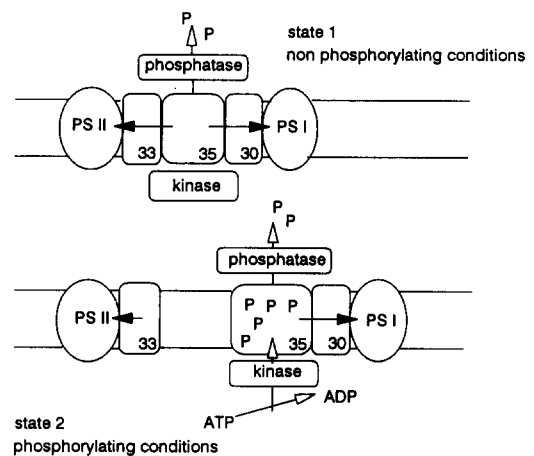 P
P
state 1
non phosphorylating conditions
phosphatase
PS II
PS I
33
35
30
kinase
P
P
phosphatase
P P P
P
P
PS II
PS I
33
35
30
kinase
ATP
ADP
state 2
phosphorylating conditions